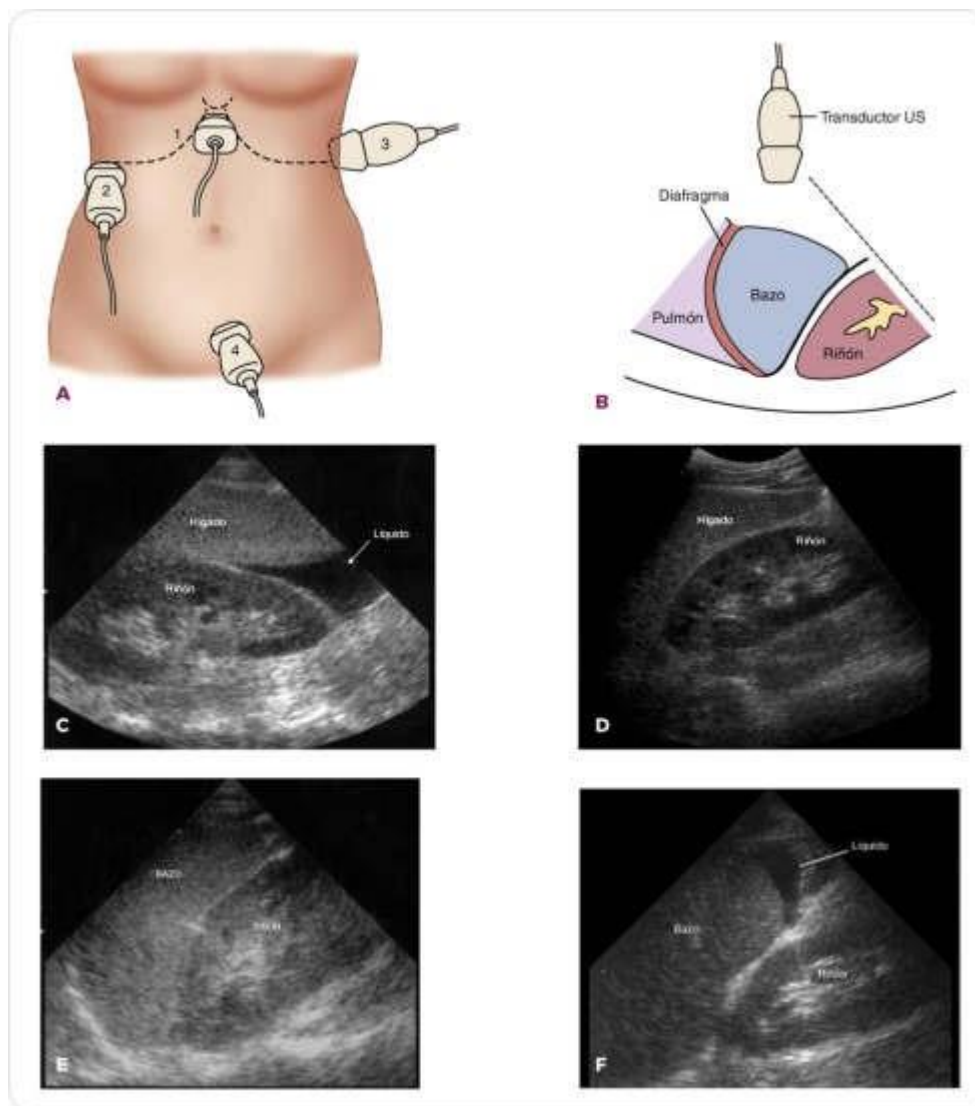 1
2
3
4
A
Transductor US
Diafragma
Bazo
Pulmón
Riñón
B
Hígado
Líquido
Riñón
C
Hígado
Riñón
D
BAZO
E
Líquido
Bazo
Riñón
F